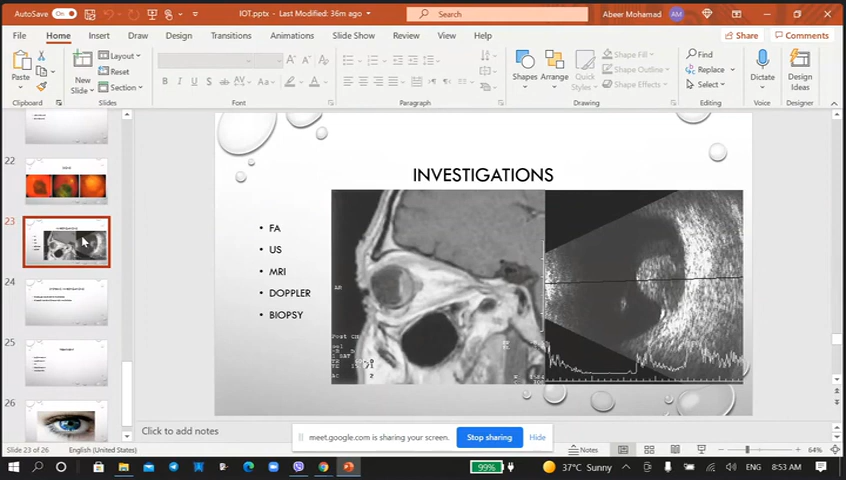 AutoSave
Off
IOT.pptx - Last Modified: 36m ago
Search
Abeer Mohamad
AM
File
Home
Insert
Draw
Design
Transitions
Animations
Slide Show
Review
View
Help
Share
Comments
Paste
New
Slide
Layout
Reset
Section
Shapes
Arrange
Quick
Styles
Shape Fill
Shape Outline
Shape Effects
Find
Replace
Select
Dictate
Design
Ideas
Clipboard
Slides
Font
Paragraph
Drawing
Editing
Voice
Designer
22
23
24
25
26
INVESTIGATIONS
• FA
• US
• MRI
• DOPPLER
• BIOPSY
Click to add notes
meet.google.com is sharing your screen.
Stop sharing
Hide
Slide 23 of 26
English (Bahrain)
Notes
64%
99%
37°C Sunny
ENG
8:53 AM